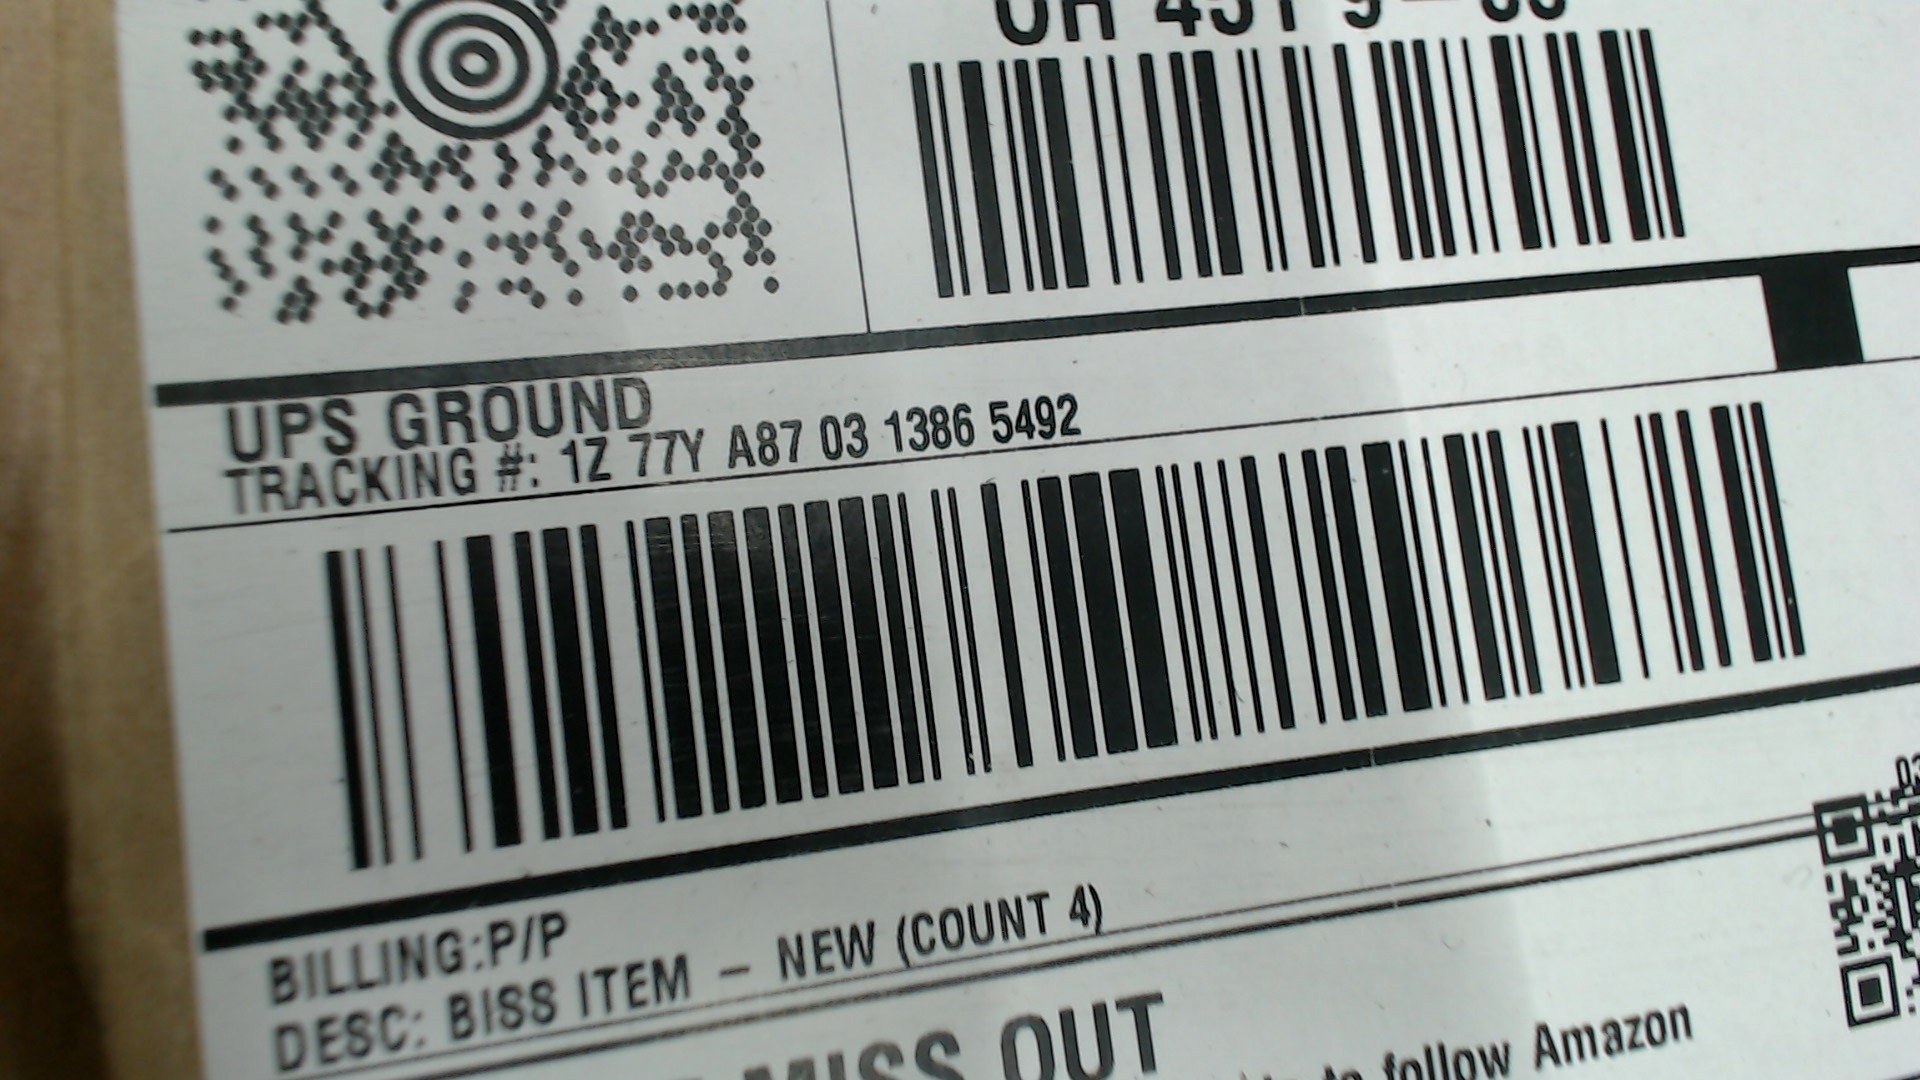 UPS GROUND
TRACKING #: 1Z 77Y A87 03 1386 5492
BILLING:P/P
DESC: BISS ITEM – NEW (COUNT 4)
MISS OUT
to follow Amazon